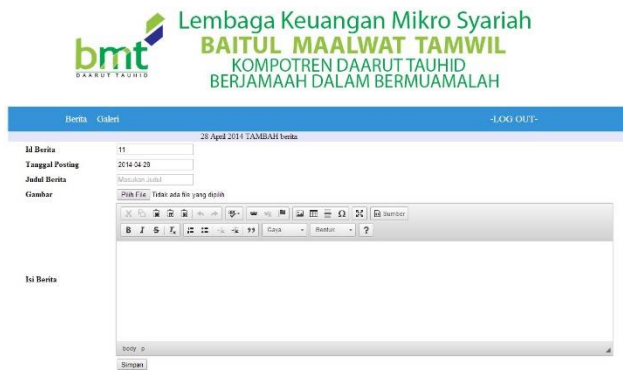 bmt
DAARUT TAUHID
Lembaga Keuangan Mikro Syariah
BAITUL MAALWAT TAMWIL
KOMPOTREN DAARUT TAUHID
BERJAMAAH DALAM BERMUAMALAH
Berita Galeri -LOG OUT-
28 April 2014 TAMBAH berita
Id Berita 11
Tanggal Posting 2014-04-28
Judul Berita Masukan Judul
Gambar Pilih File Tidak ada file yang dipilih
Sumber
B I S Tx Gaya Bentuk ?
Isi Berita
body p
Simpan